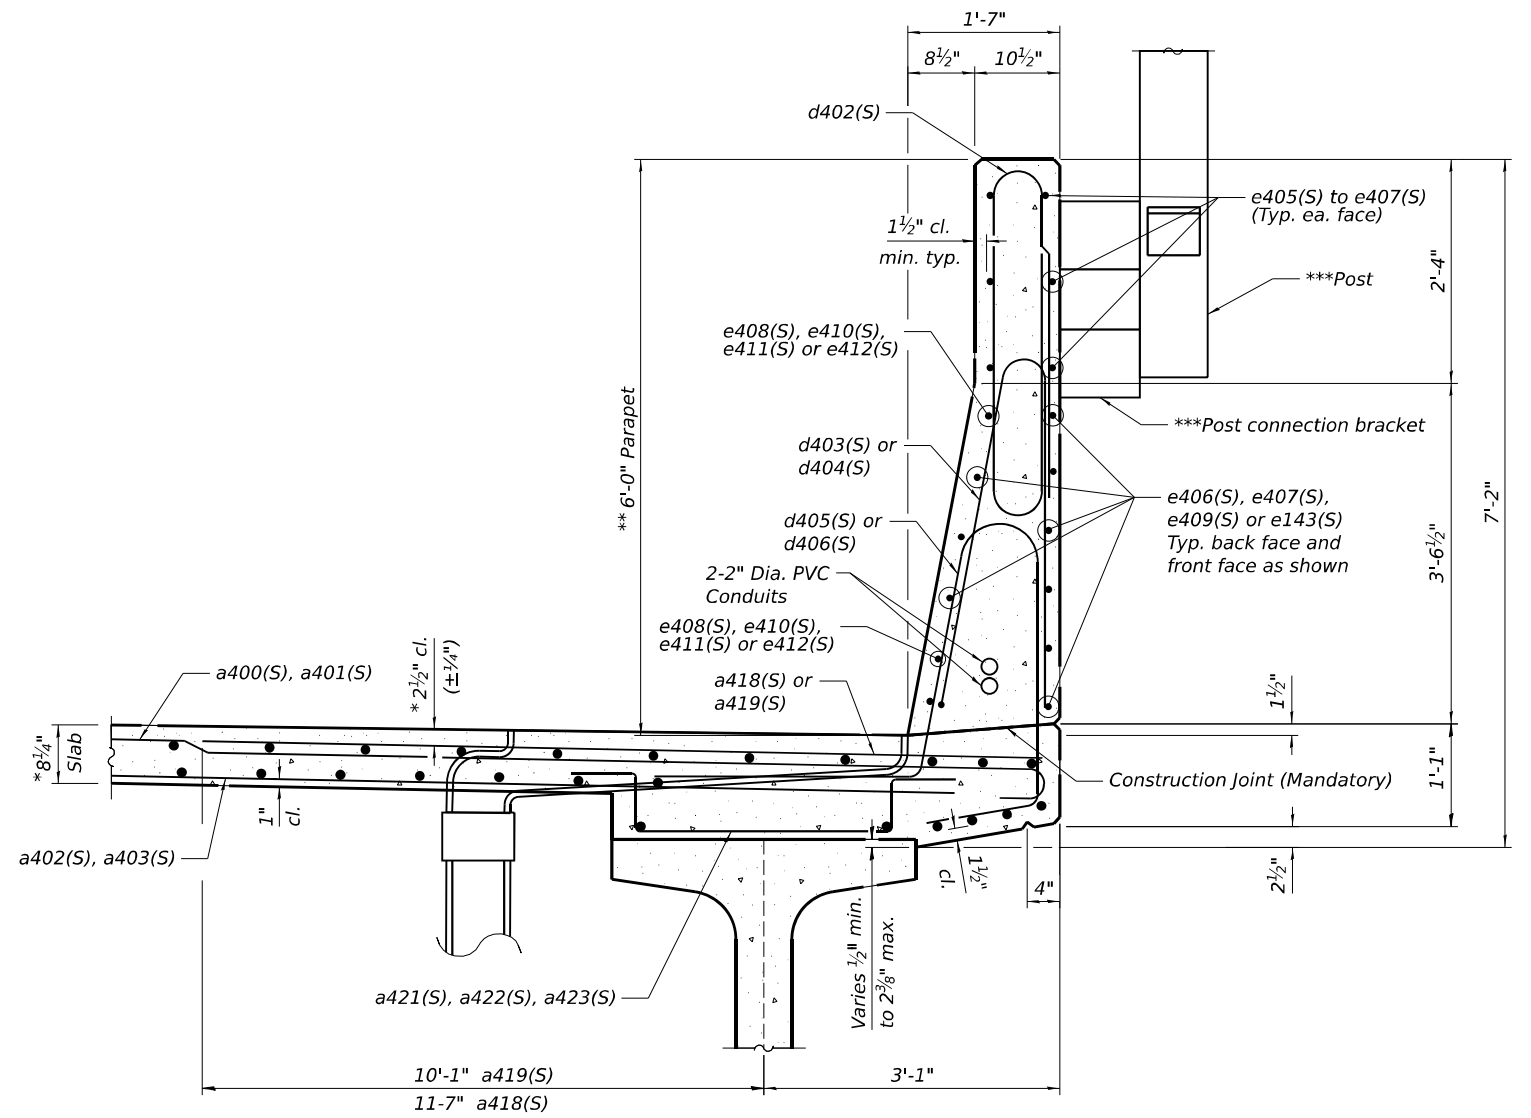 1'-7"
8½" 10½"
d402(S)
e405(S) to e407(S)
(Typ. ea. face)
1½" cl.
min. typ.
2'-4"
***Post
e408(S), e410(S),
e411(S) or e412(S)
** 6'-0" Parapet
***Post connection bracket
d403(S) or
d404(S)
7'-2"
e406(S), e407(S),
e409(S) or e143(S)
Typ. back face and
front face as shown
3'-6½"
d405(S) or
d406(S)
2-2" Dia. PVC
Conduits
e408(S), e410(S),
e411(S) or e412(S)
* 2½" cl.
(±¼")
a400(S), a401(S)
a418(S) or
a419(S)
1½"
*8¼"
Slab
1'-1"
Construction Joint (Mandatory)
1"
cl.
a402(S), a403(S)
1½"
cl.
2½"
4"
Varies ½" min.
to 2⅜" max.
a421(S), a422(S), a423(S)
10'-1" a419(S)
11-7" a418(S)
3'-1"